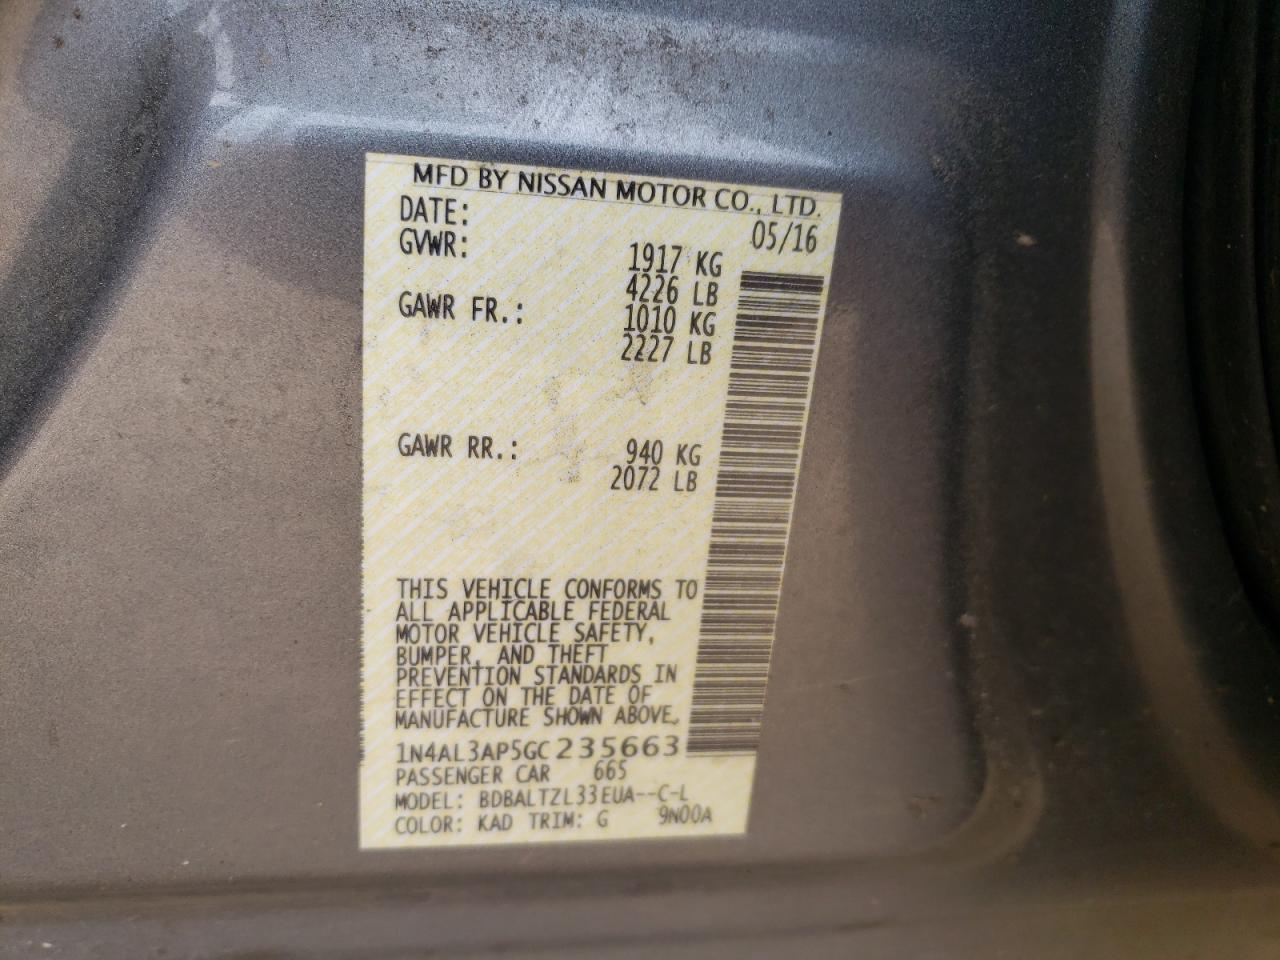 MFD BY NISSAN MOTOR CO., LTD.
DATE: 05/16
GVWR: 1917 KG
4226 LB
GAWR FR.: 1010 KG
2227 LB
GAWR RR.: 940 KG
2072 LB
THIS VEHICLE CONFORMS TO
ALL APPLICABLE FEDERAL
MOTOR VEHICLE SAFETY,
BUMPER, AND THEFT
PREVENTION STANDARDS IN
EFFECT ON THE DATE OF
MANUFACTURE SHOWN ABOVE.
1N4AL3AP5GC235663
PASSENGER CAR 665
MODEL: BDBALTZL33EUA--C-L
COLOR: KAD TRIM: G 9N00A